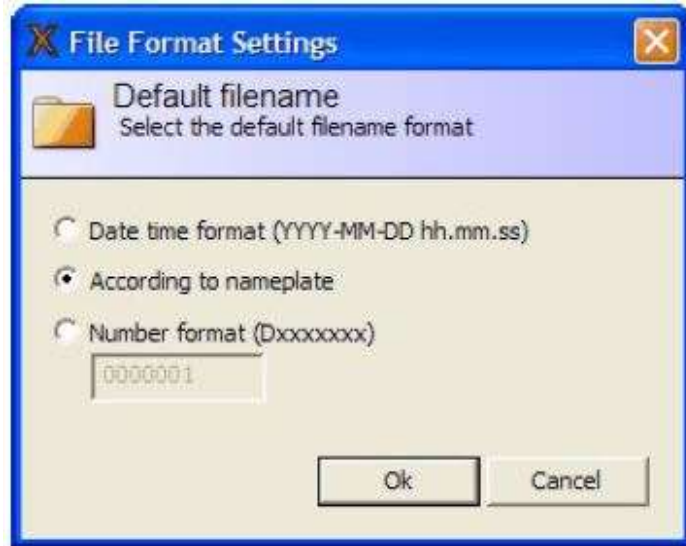 File Format Settings
Default filename
Select the default filename format
Date time format (YYYY-MM-DD hh.mm.ss)
According to nameplate
Number format (Dxxxxxxx)
0000001
Ok Cancel